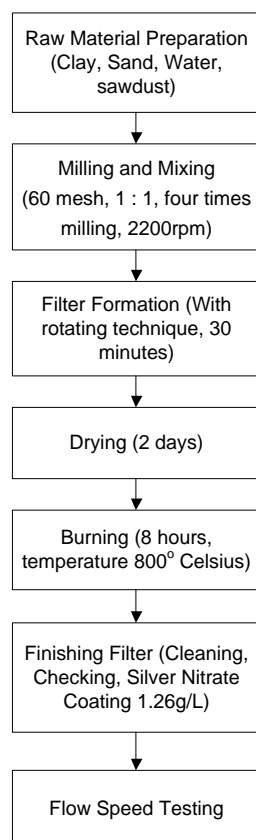 Raw Material Preparation
(Clay, Sand, Water,
sawdust)
Milling and Mixing
(60 mesh, 1 : 1, four times
milling, 2200rpm)
Filter Formation (With
rotating technique, 30
minutes)
Drying (2 days)
Burning (8 hours,
temperature 800° Celsius)
Finishing Filter (Cleaning,
Checking, Silver Nitrate
Coating 1.26g/L)
Flow Speed Testing